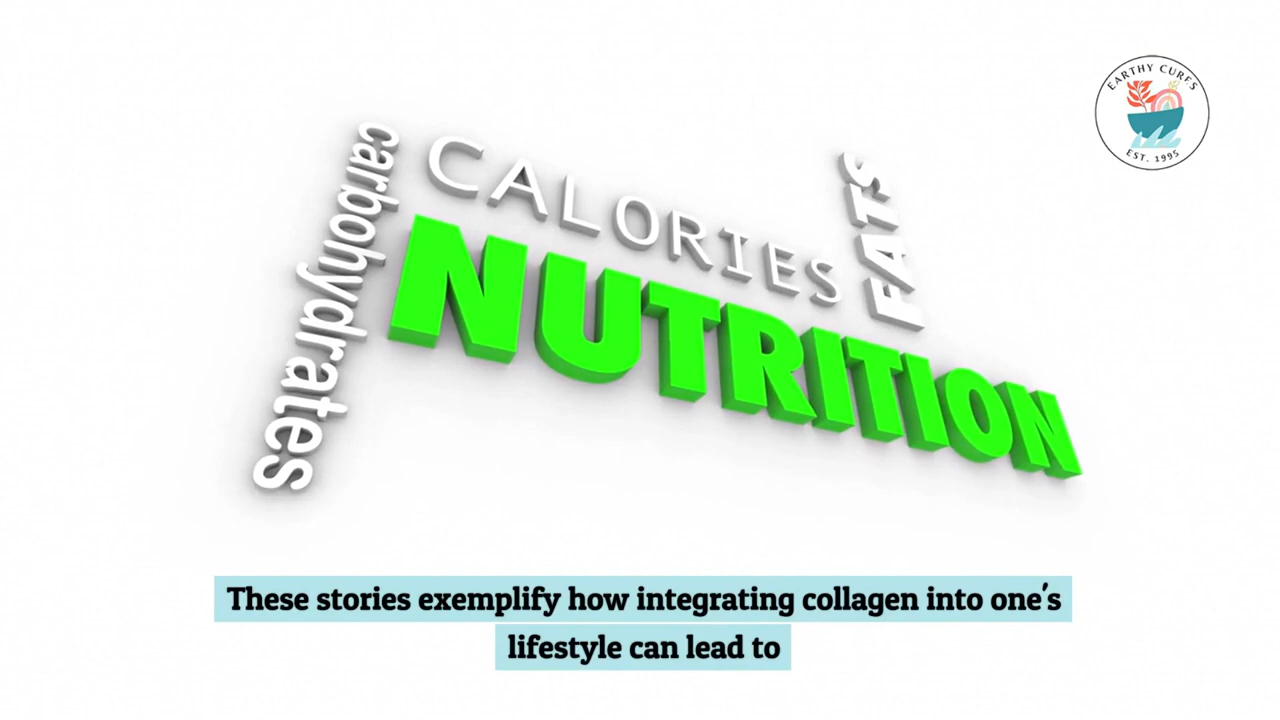 EARTHY CURES
EST. 1995
carbohydrates
CALORIES
FATS
NUTRITION
These stories exemplify how integrating collagen into one's
lifestyle can lead to